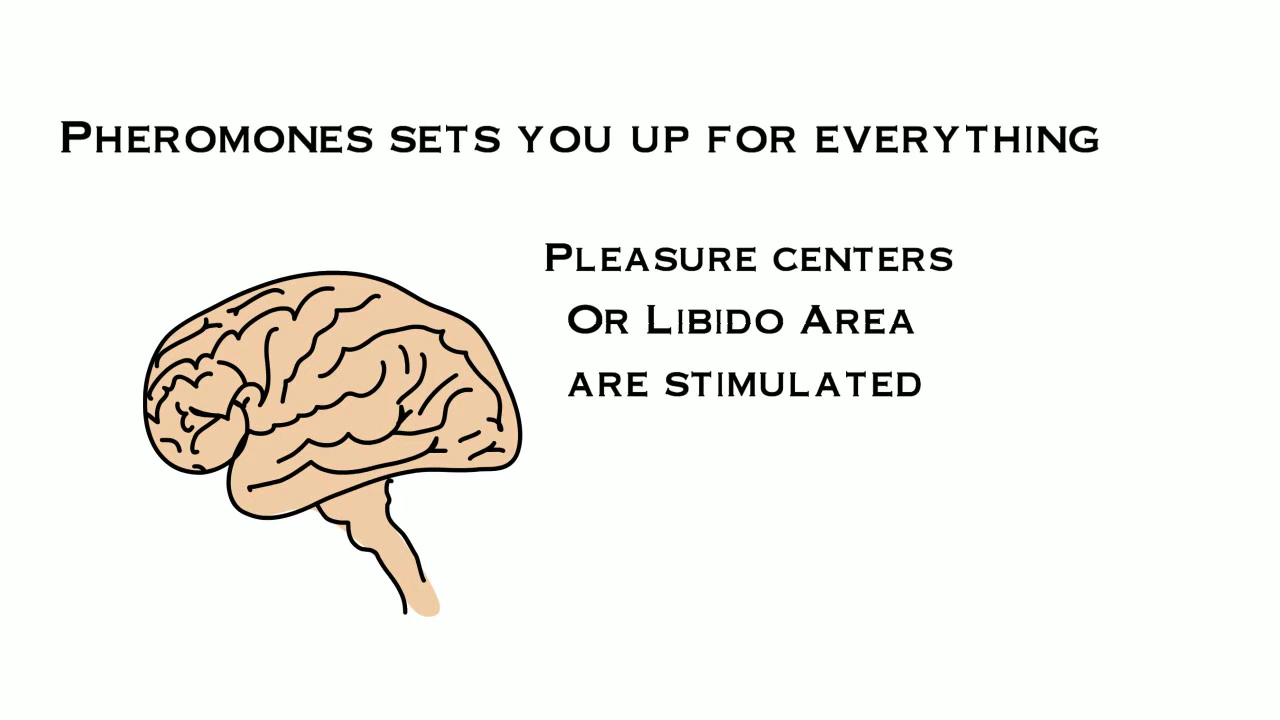 Pheromones sets you up for everything
Pleasure centers
Or Libido Area
are stimulated